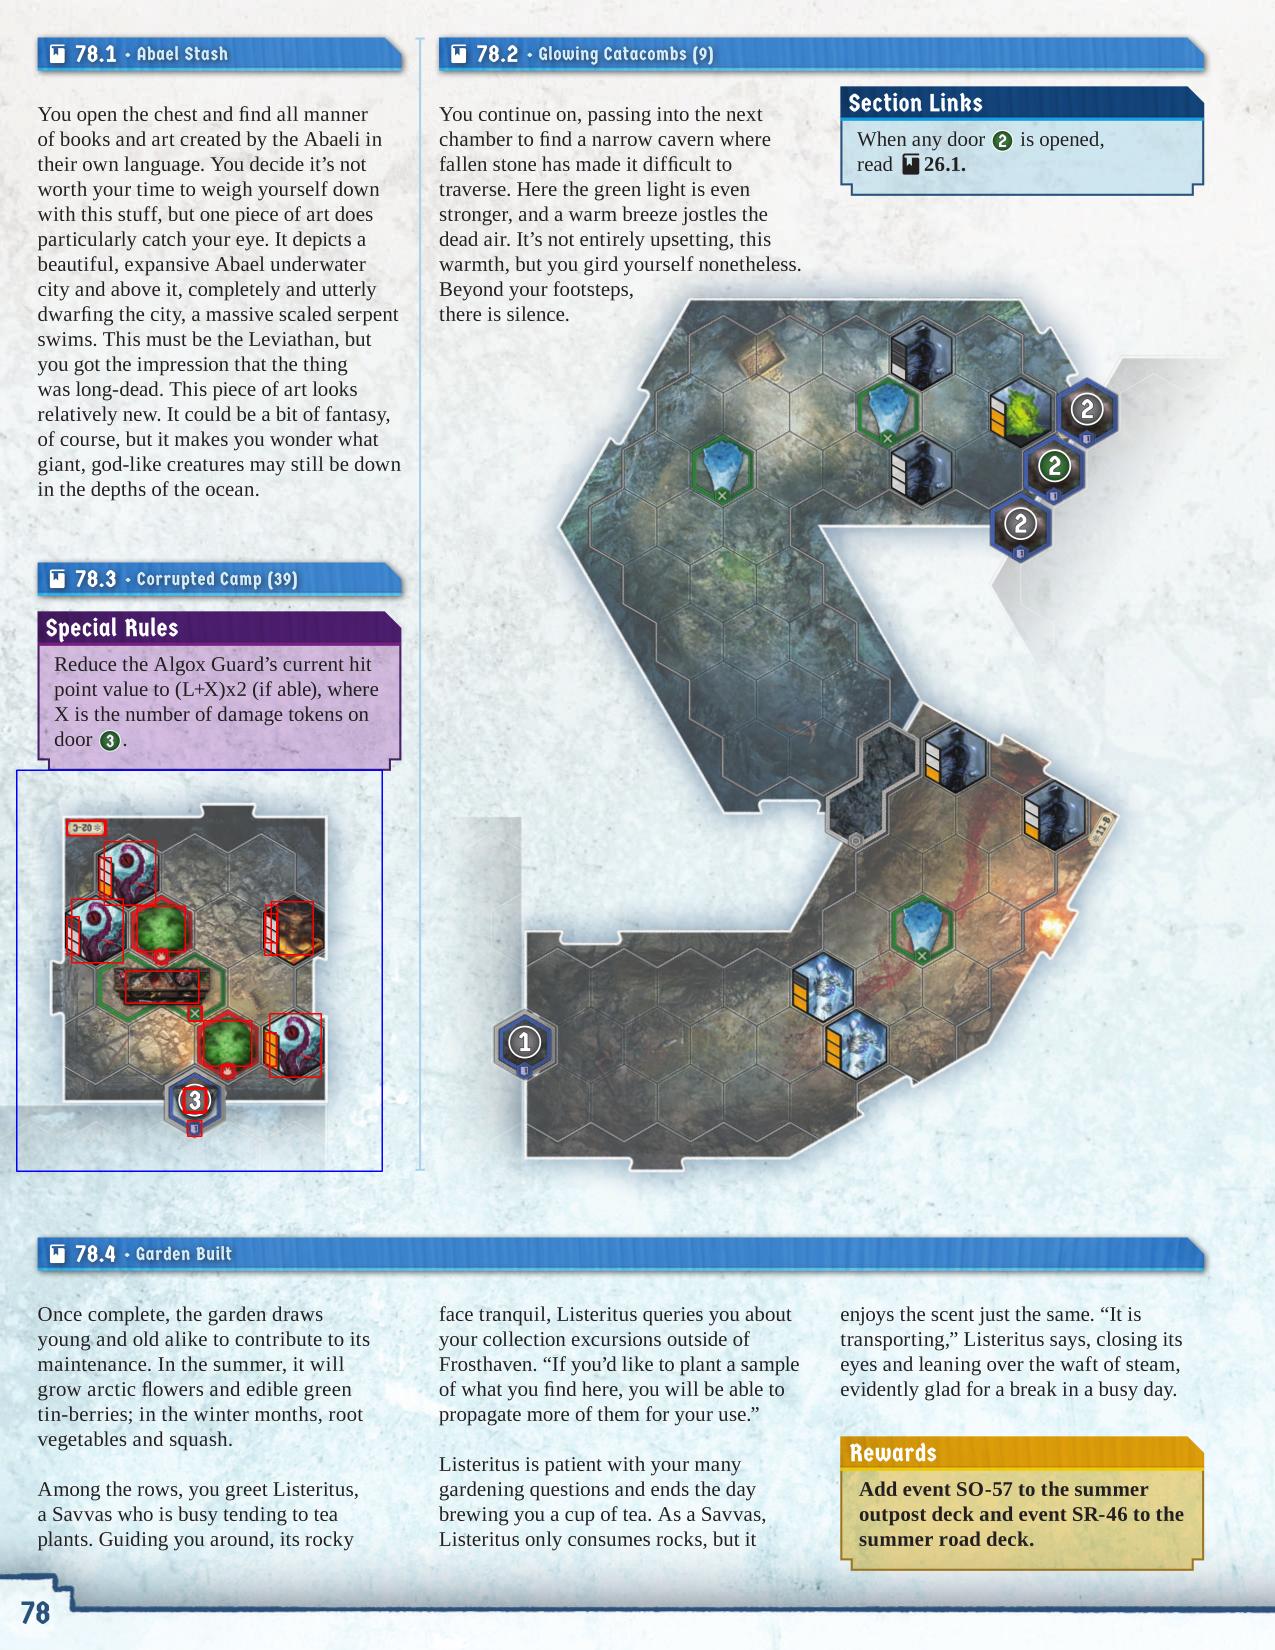 78.1 · Abael Stash
You open the chest and find all manner
of books and art created by the Abaeli in
their own language. You decide it’s not
worth your time to weigh yourself down
with this stuff, but one piece of art does
particularly catch your eye. It depicts a
beautiful, expansive Abael underwater
city and above it, completely and utterly
dwarfing the city, a massive scaled serpent
swims. This must be the Leviathan, but
you got the impression that the thing
was long-dead. This piece of art looks
relatively new. It could be a bit of fantasy,
of course, but it makes you wonder what
giant, god-like creatures may still be down
in the depths of the ocean.
78.2 · Glowing Catacombs (9)
You continue on, passing into the next
chamber to find a narrow cavern where
fallen stone has made it difficult to
traverse. Here the green light is even
stronger, and a warm breeze jostles the
dead air. It’s not entirely upsetting, this
warmth, but you gird yourself nonetheless.
Beyond your footsteps,
there is silence.
Section Links
When any door 2 is opened,
read 26.1.
2
2
2
11-B
1
78.3 · Corrupted Camp (39)
Special Rules
Reduce the Algox Guard’s current hit
point value to (L+X)x2 (if able), where
X is the number of damage tokens on
door 3.
02-C
3
78.4 · Garden Built
Once complete, the garden draws
young and old alike to contribute to its
maintenance. In the summer, it will
grow arctic flowers and edible green
tin-berries; in the winter months, root
vegetables and squash.
Among the rows, you greet Listeritus,
a Savvas who is busy tending to tea
plants. Guiding you around, its rocky
face tranquil, Listeritus queries you about
your collection excursions outside of
Frosthaven. “If you’d like to plant a sample
of what you find here, you will be able to
propagate more of them for your use.”
Listeritus is patient with your many
gardening questions and ends the day
brewing you a cup of tea. As a Savvas,
Listeritus only consumes rocks, but it
enjoys the scent just the same. “It is
transporting,” Listeritus says, closing its
eyes and leaning over the waft of steam,
evidently glad for a break in a busy day.
Rewards
Add event SO-57 to the summer
outpost deck and event SR-46 to the
summer road deck.
78